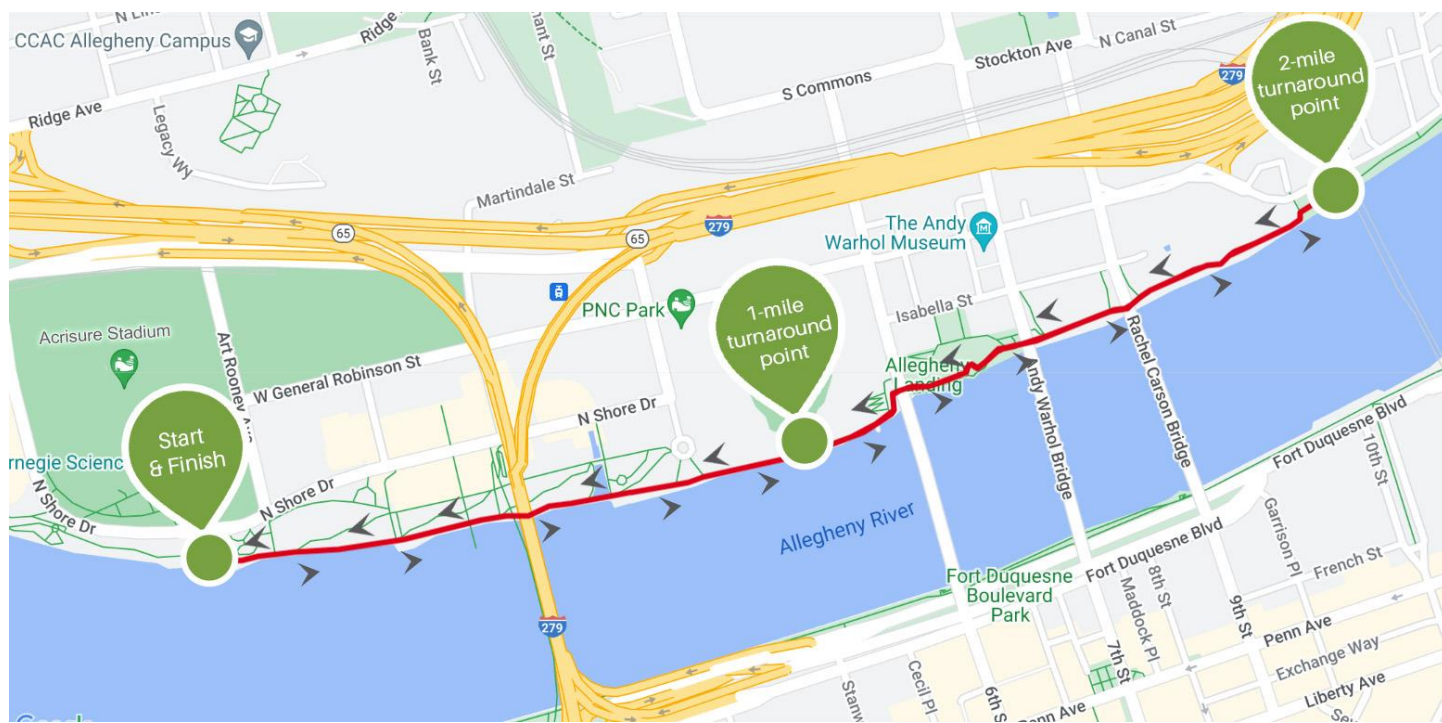 N Canal St
Stockton Ave
CCAC Allegheny Campus
Ridge
Bank St
S Commons
279
2-mile
turnaround
point
Ridge Ave
Legacy Wy
Martindale St
65
279
65
The Andy
Warhol Museum
Acrisure Stadium
PNC Park
1-mile
turnaround
point
Isabella St
Art Rooney Ave
W General Robinson St
Allegheny
Landing
N Shore Dr
Start
& Finish
N Shore Dr
N Shore Dr
Andy Warhol Bridge
Rachel Carson Bridge
Fort Duquesne Blvd
10th St
Allegheny River
Garrison Pl
French St
Fort Duquesne
Boulevard
Park
Fort Duquesne Blvd
Maddock Pl
8th St
9th St
Penn Ave
279
Exchange Way
7th St
Cecil Pl
6th St
Penn Ave
Liberty Ave